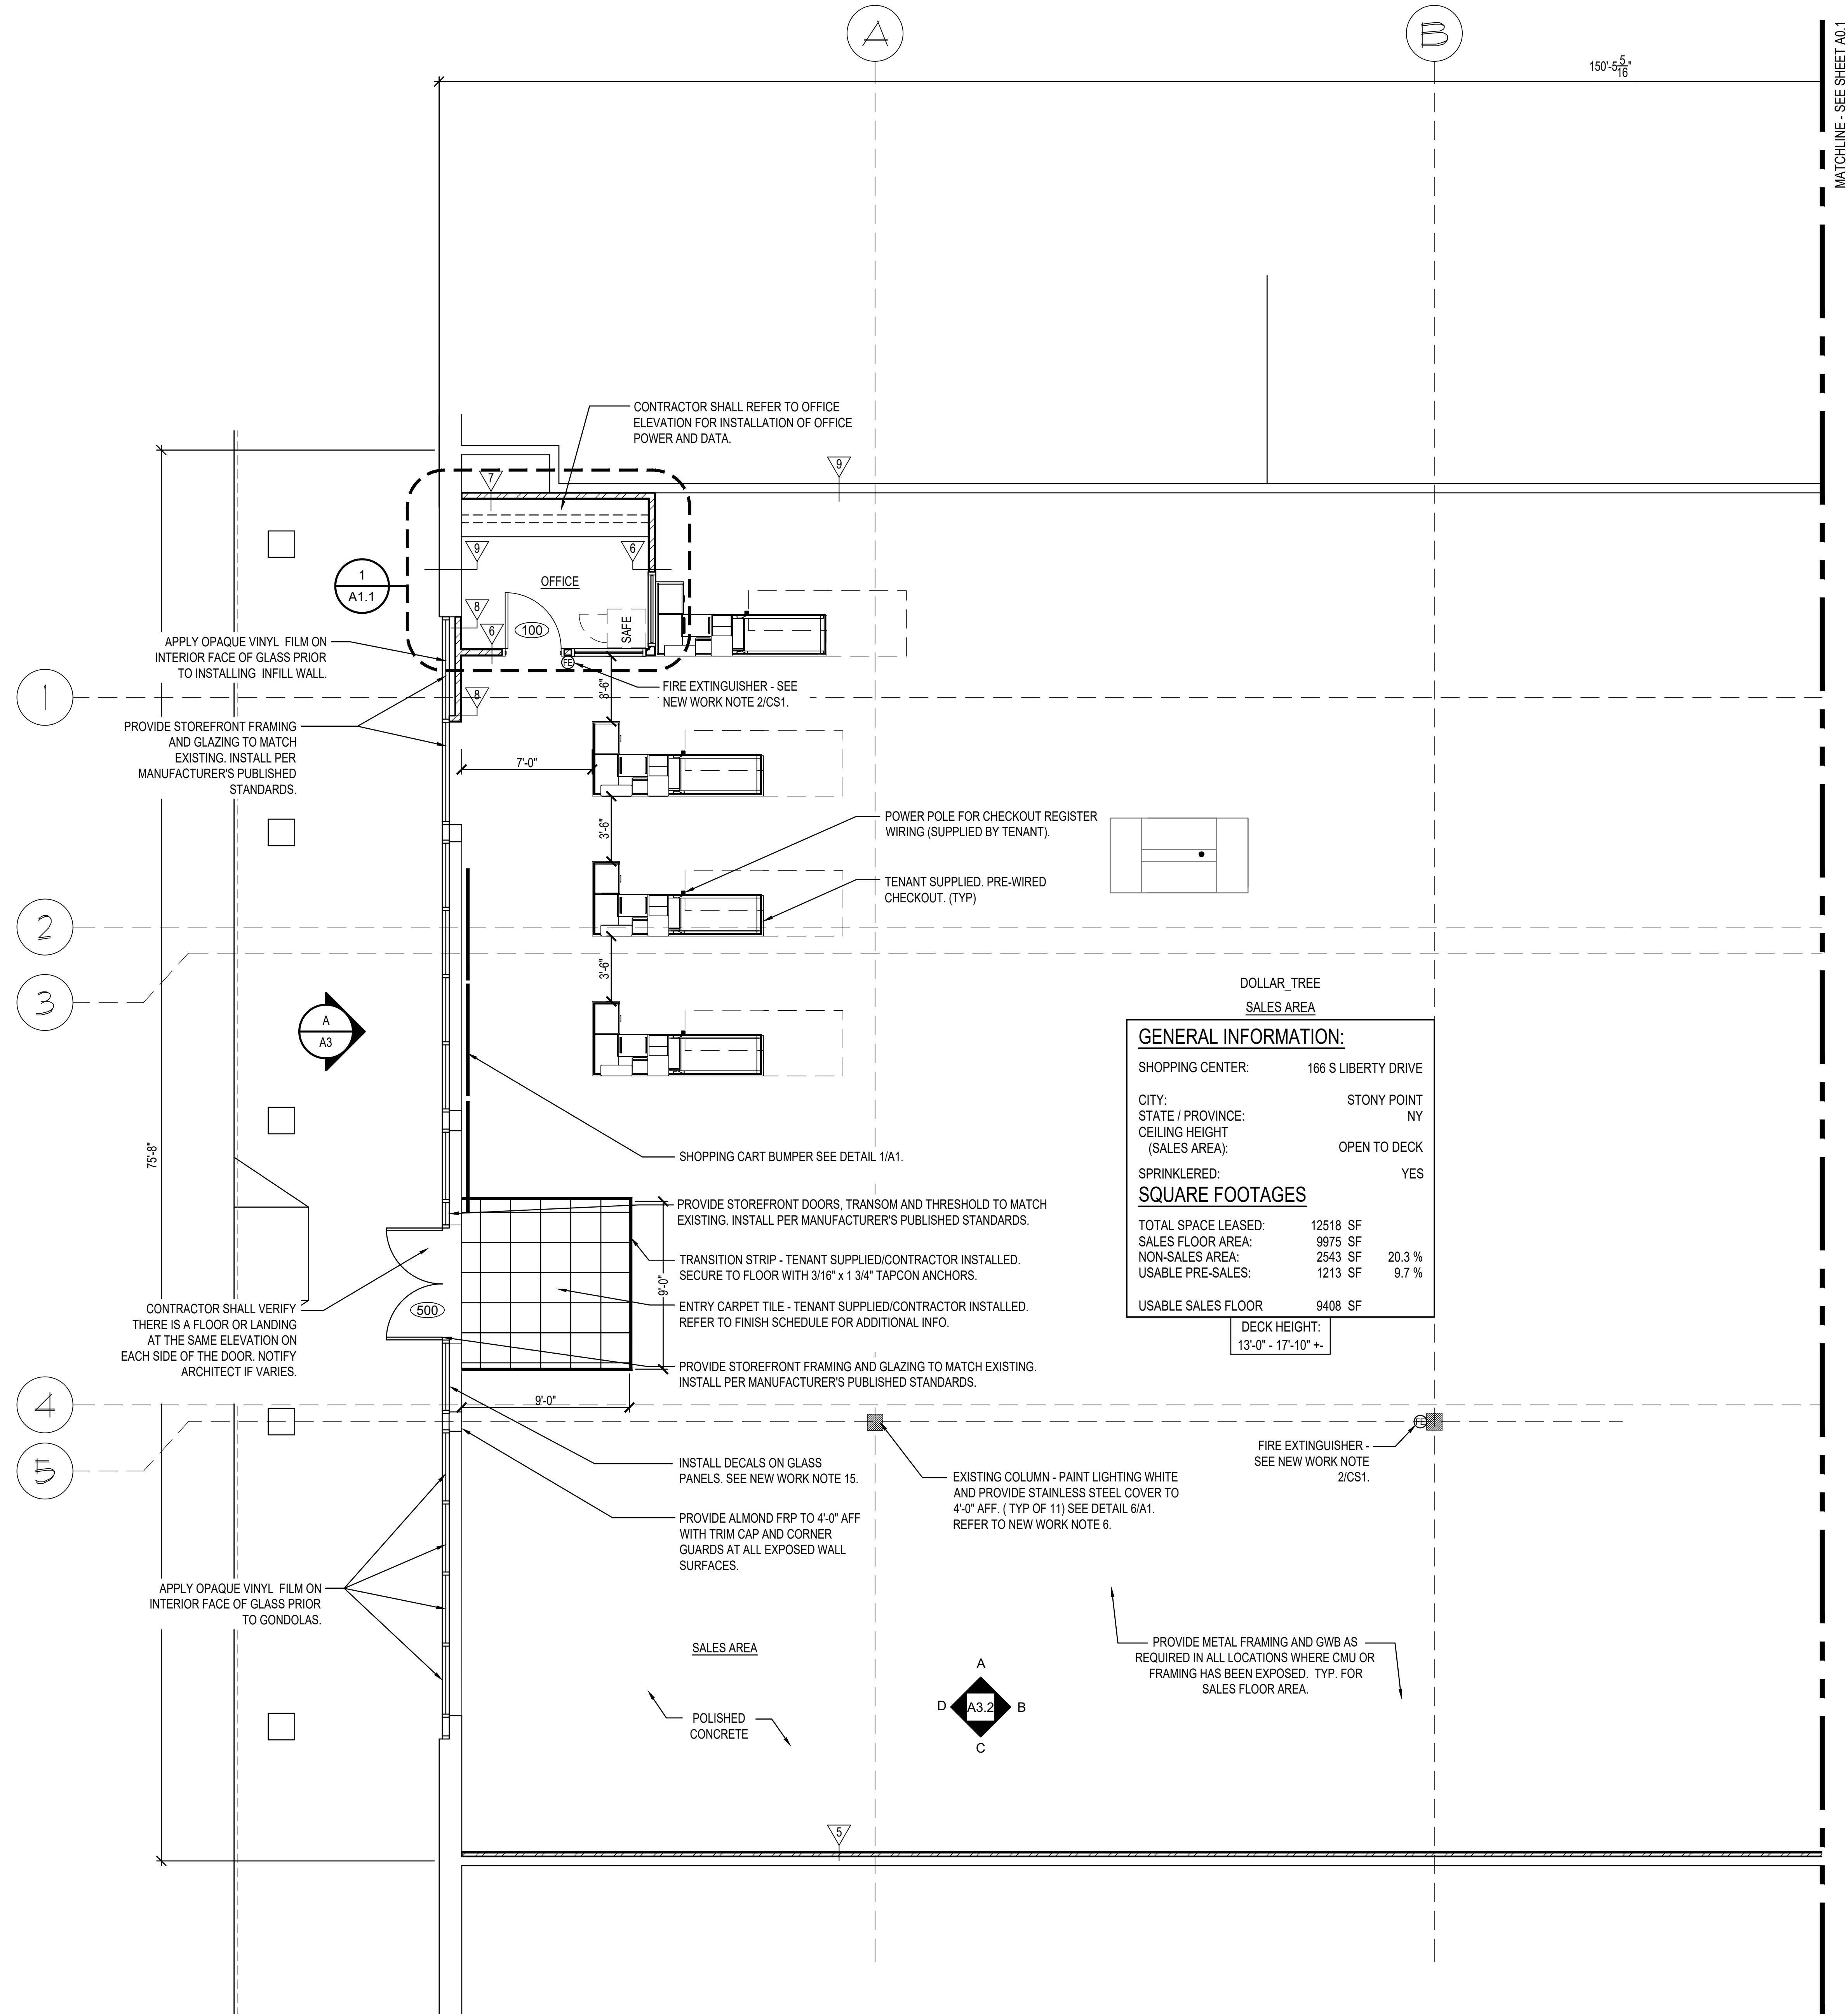 A
B
150'-5 5/16"
MATCHLINE - SEE SHEET A0.1
CONTRACTOR SHALL REFER TO OFFICE
ELEVATION FOR INSTALLATION OF OFFICE
POWER AND DATA.
7
9
9
6
OFFICE
1
A1.1
8
6
100
SAFE
FE
APPLY OPAQUE VINYL FILM ON
INTERIOR FACE OF GLASS PRIOR
TO INSTALLING INFILL WALL.
FIRE EXTINGUISHER - SEE
NEW WORK NOTE 2/CS1.
3'-6"
8
1
PROVIDE STOREFRONT FRAMING
AND GLAZING TO MATCH
EXISTING. INSTALL PER
MANUFACTURER'S PUBLISHED
STANDARDS.
7'-0"
3'-6"
POWER POLE FOR CHECKOUT REGISTER
WIRING (SUPPLIED BY TENANT).
TENANT SUPPLIED. PRE-WIRED
CHECKOUT. (TYP)
2
3'-6"
3
A
A3
DOLLAR_TREE
SALES AREA
GENERAL INFORMATION:
SHOPPING CENTER: 166 S LIBERTY DRIVE
CITY: STONY POINT
STATE / PROVINCE: NY
CEILING HEIGHT
(SALES AREA): OPEN TO DECK
SPRINKLERED: YES
SQUARE FOOTAGES
TOTAL SPACE LEASED: 12518 SF
SALES FLOOR AREA: 9975 SF
NON-SALES AREA: 2543 SF 20.3 %
USABLE PRE-SALES: 1213 SF 9.7 %
USABLE SALES FLOOR 9408 SF
DECK HEIGHT:
13'-0" - 17'-10" +-
75'-8"
SHOPPING CART BUMPER SEE DETAIL 1/A1.
PROVIDE STOREFRONT DOORS, TRANSOM AND THRESHOLD TO MATCH
EXISTING. INSTALL PER MANUFACTURER'S PUBLISHED STANDARDS.
TRANSITION STRIP - TENANT SUPPLIED/CONTRACTOR INSTALLED.
SECURE TO FLOOR WITH 3/16" x 1 3/4" TAPCON ANCHORS.
9'-0"
ENTRY CARPET TILE - TENANT SUPPLIED/CONTRACTOR INSTALLED.
REFER TO FINISH SCHEDULE FOR ADDITIONAL INFO.
500
CONTRACTOR SHALL VERIFY
THERE IS A FLOOR OR LANDING
AT THE SAME ELEVATION ON
EACH SIDE OF THE DOOR. NOTIFY
ARCHITECT IF VARIES.
PROVIDE STOREFRONT FRAMING AND GLAZING TO MATCH EXISTING.
INSTALL PER MANUFACTURER'S PUBLISHED STANDARDS.
9'-0"
4
5
FE
INSTALL DECALS ON GLASS
PANELS. SEE NEW WORK NOTE 15.
EXISTING COLUMN - PAINT LIGHTING WHITE
AND PROVIDE STAINLESS STEEL COVER TO
4'-0" AFF. ( TYP OF 11) SEE DETAIL 6/A1.
REFER TO NEW WORK NOTE 6.
FIRE EXTINGUISHER -
SEE NEW WORK NOTE
2/CS1.
PROVIDE ALMOND FRP TO 4'-0" AFF
WITH TRIM CAP AND CORNER
GUARDS AT ALL EXPOSED WALL
SURFACES.
APPLY OPAQUE VINYL FILM ON
INTERIOR FACE OF GLASS PRIOR
TO GONDOLAS.
SALES AREA
PROVIDE METAL FRAMING AND GWB AS
REQUIRED IN ALL LOCATIONS WHERE CMU OR
FRAMING HAS BEEN EXPOSED. TYP. FOR
SALES FLOOR AREA.
A
D A3.2 B
C
POLISHED
CONCRETE
5